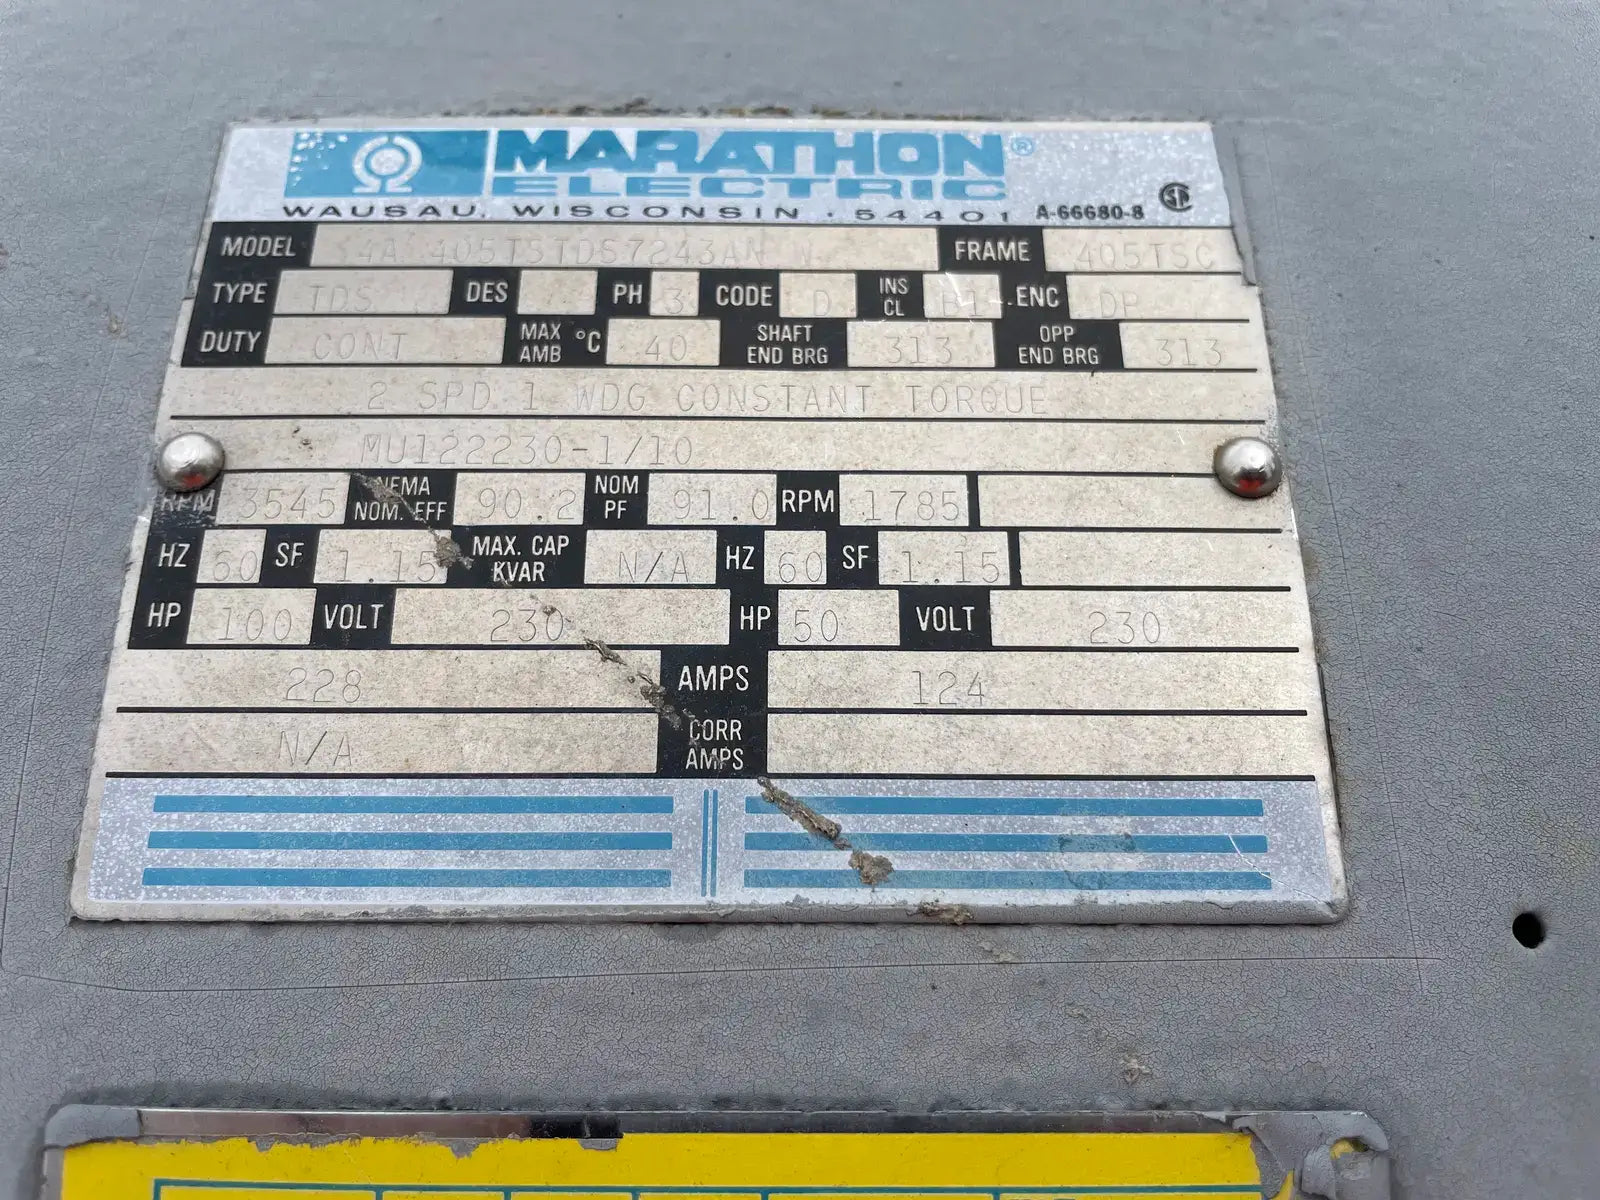 MARATHON ®
ELECTRIC
WAUSAU, WISCONSIN . 54401 A-66680-8
MODEL 4A 405TSTDS7243AN W FRAME 405TSC
TYPE TDS DES PH 3 CODE D INS CL B1 ENC DP
DUTY CONT MAX AMB °C 40 SHAFT END BRG 313 OPP END BRG 313
2 SPD 1 WDG CONSTANT TORQUE
MU122230-1/10
RPM 3545 NEMA NOM. EFF 90.2 NOM PF 91.0 RPM 1785
HZ 60 SF 1.15 MAX. CAP KVAR N/A HZ 60 SF 1.15
HP 100 VOLT 230 HP 50 VOLT 230
228 AMPS 124
N/A CORR AMPS